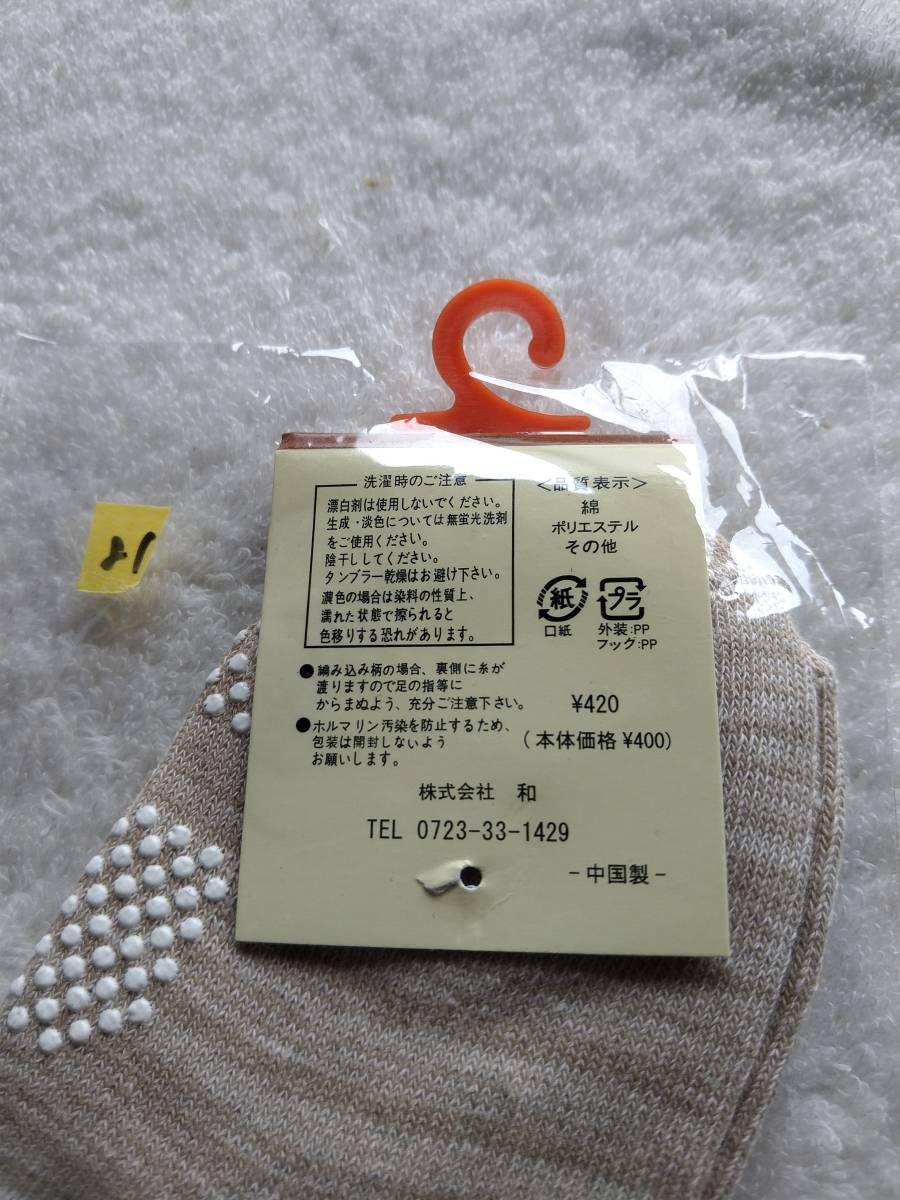 洗濯時のご注意
漂白剤は使用しないでください。
生成・淡色については無蛍光洗剤
をご使用ください。
陰干ししてください。
タンブラー乾燥はお避け下さい。
濃色の場合は染料の性質上、
濡れた状態で擦られると
色移りする恐れがあります。
＜品質表示＞
綿
ポリエステル
その他
紙
プラ
口紙
外装:PP
フック:PP
●編み込み柄の場合、裏側に糸が
渡りますので足の指等に
からまぬよう、充分ご注意下さい。
●ホルマリン汚染を防止するため、
包装は開封しないよう
お願いします。
¥420
(本体価格¥400)
株式会社 和
TEL 0723-33-1429
-中国製-